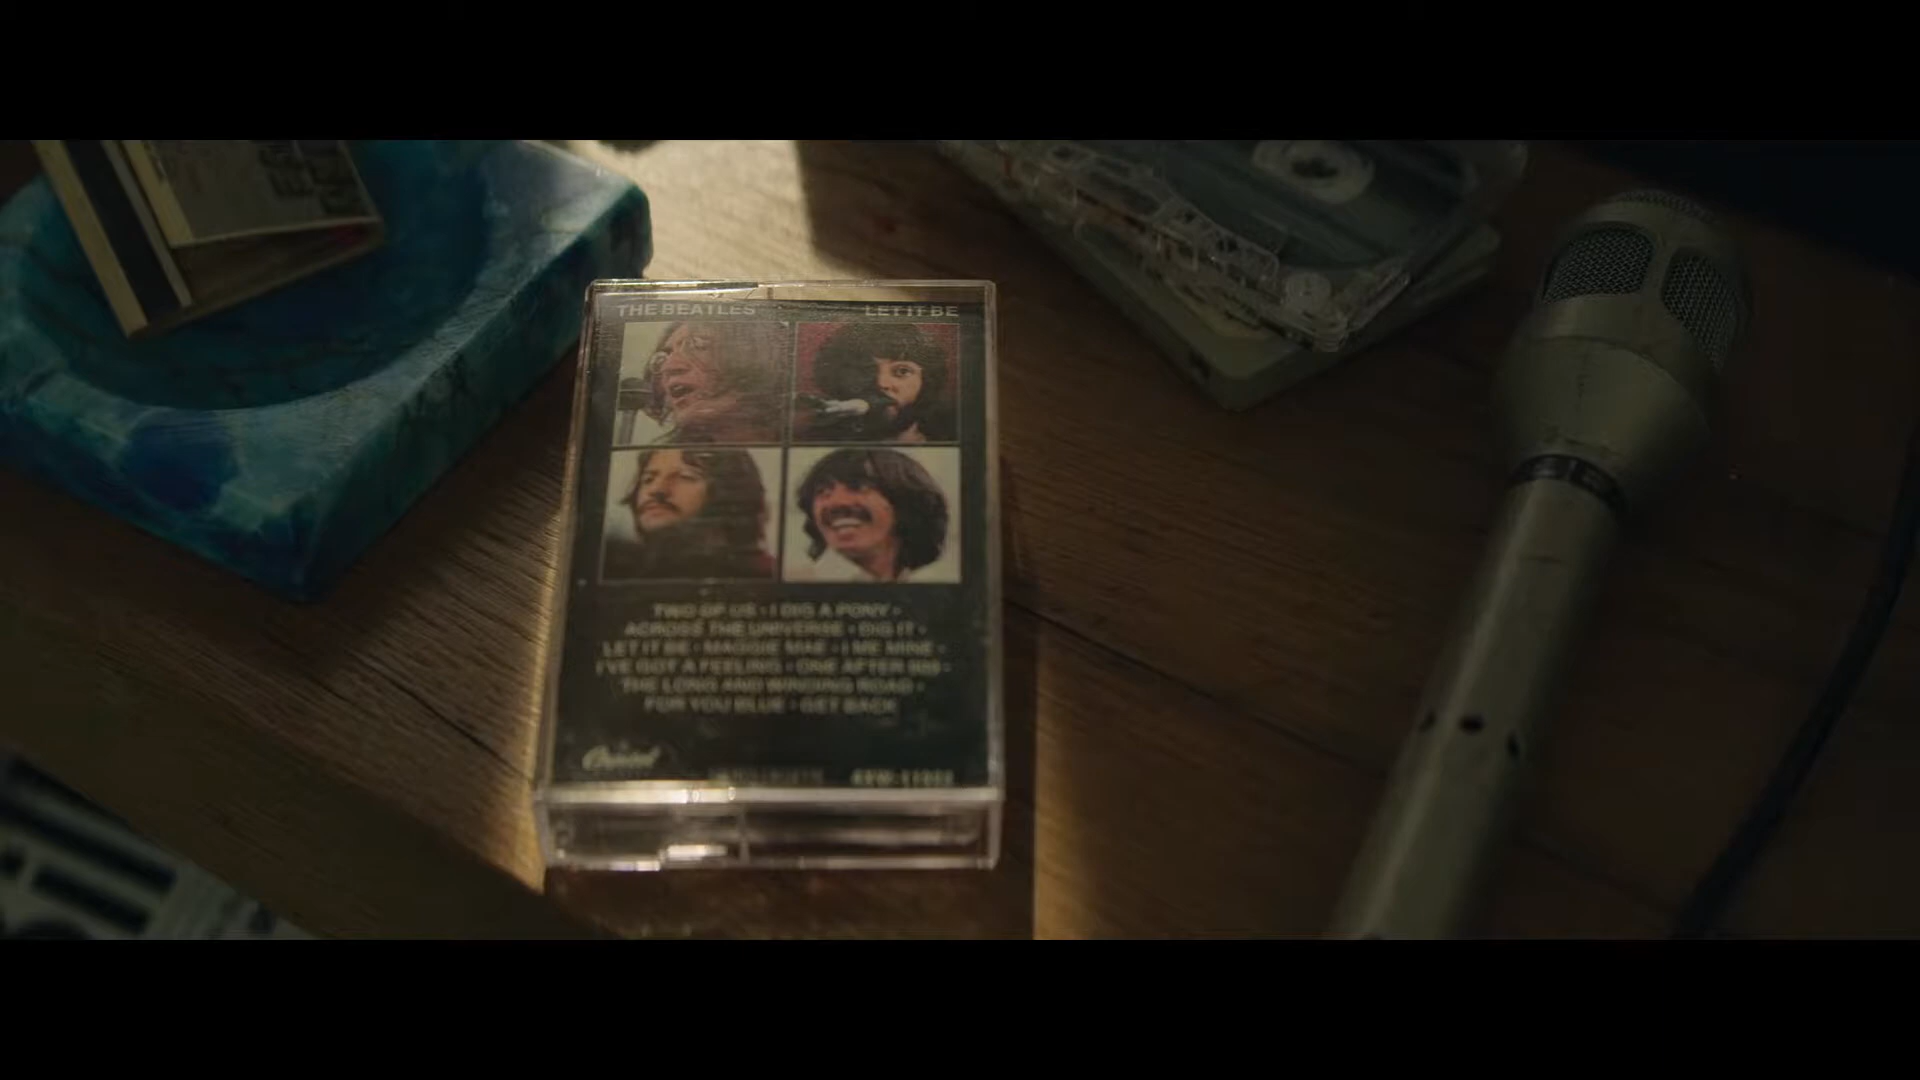 THE BEATLES LET IT BE
TWO OF US • I DIG A PONY •
ACROSS THE UNIVERSE • DIG IT •
LET IT BE • MAGGIE MAE • I ME MINE •
I'VE GOT A FEELING • ONE AFTER 909 •
THE LONG AND WINDING ROAD •
FOR YOU BLUE • GET BACK
Capitol